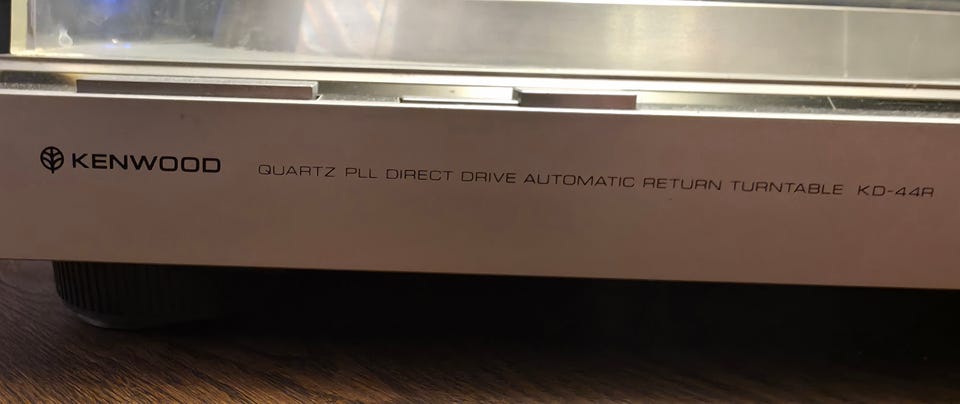 KENWOOD QUARTZ PLL DIRECT DRIVE AUTOMATIC RETURN TURNTABLE KD-44R